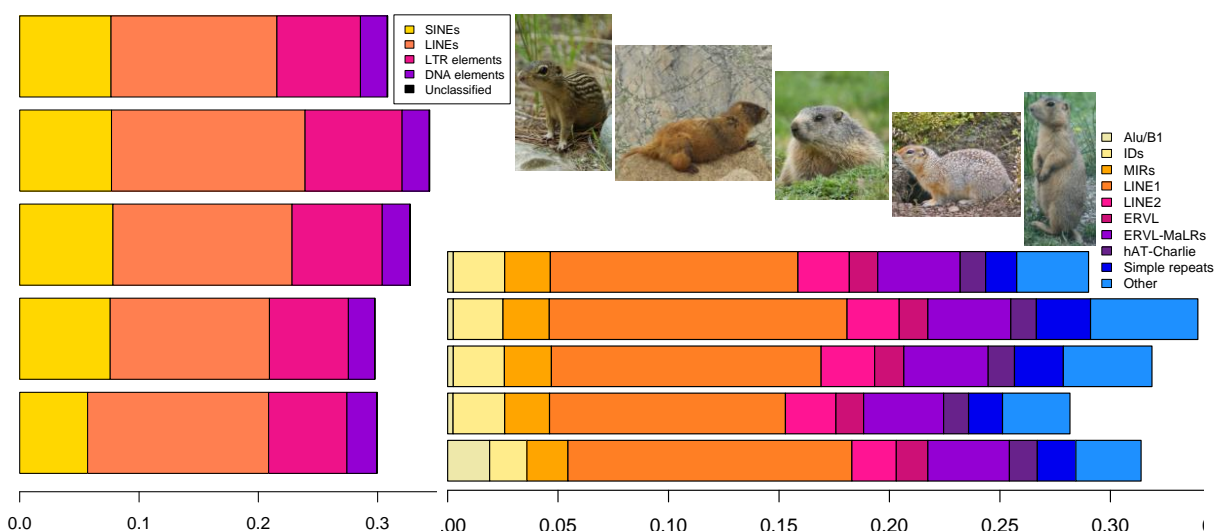 SINEs
LINEs
LTR elements
DNA elements
Unclassified
Alu/B1
IDs
MIRs
LINE1
LINE2
ERVL
ERVL-MaLRs
hAT-Charlie
Simple repeats
Other
0.0 0.1 0.2 0.3
.00 0.05 0.10 0.15 0.20 0.25 0.30